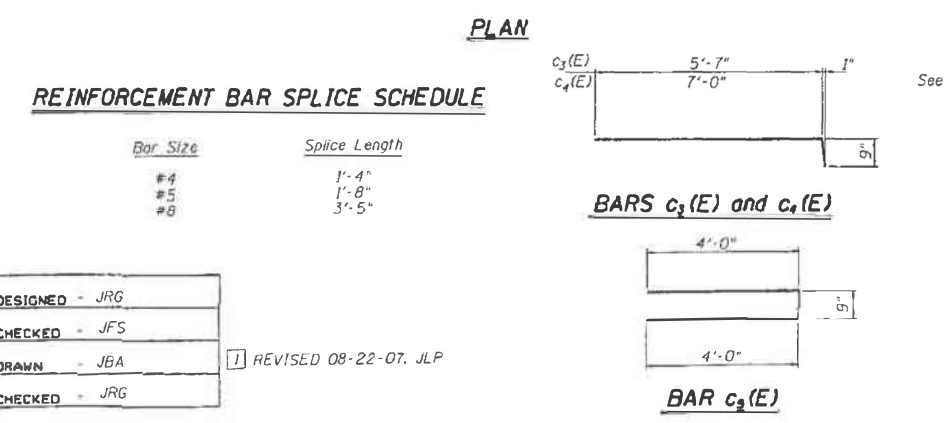 PLAN
REINFORCEMENT BAR SPLICE SCHEDULE
Bar Size Splice Length
#4 1'-4"
#5 1'-8"
#8 3'-5"
c3(E) 5'-7" 1"
c4(E) 7'-0"
See
9"
BARS c3(E) and c4(E)
4'-0"
9"
4'-0"
BAR c2(E)
DESIGNED - JRG
CHECKED - JFS
DRAWN - JBA
CHECKED - JRG
1 REVISED 08-22-07, JLP